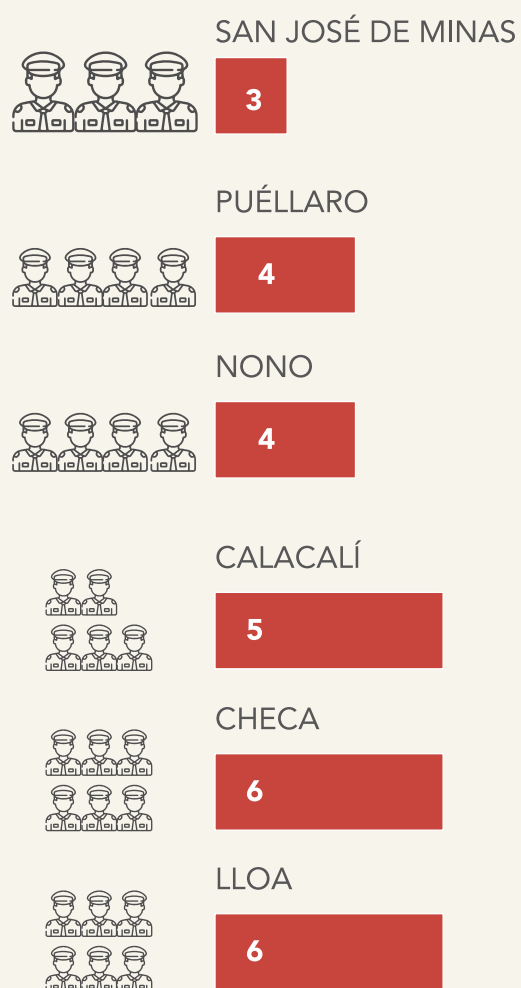 SAN JOSÉ DE MINAS
3
PUÉLLARO
4
NONO
4
CALACALÍ
5
CHECA
6
LLOA
6